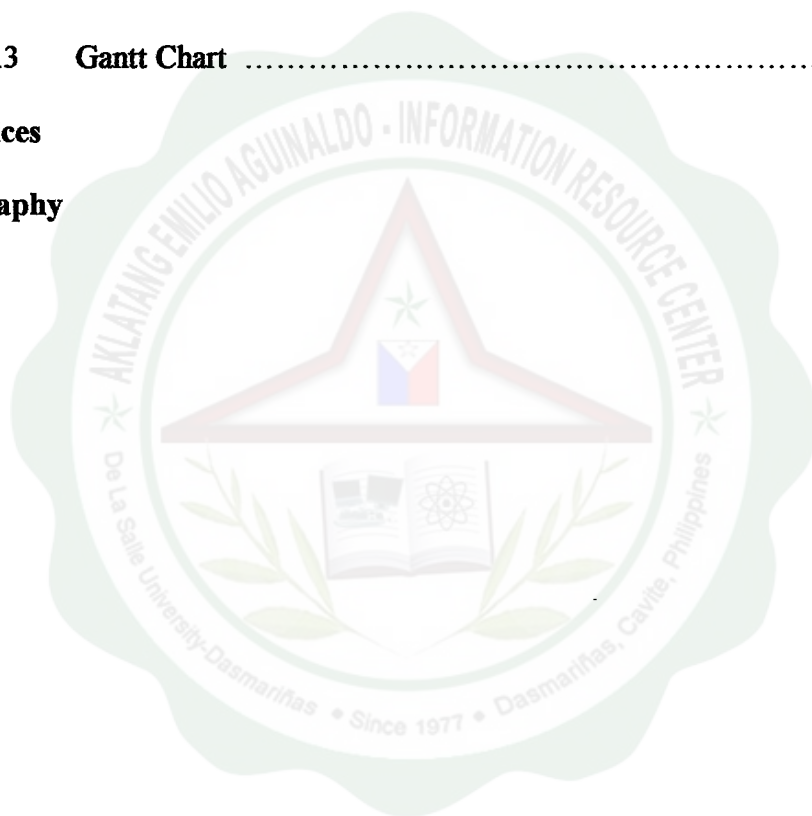 13 Gantt Chart ........................................................
ces
aphy
AKLATANG EMILIO AGUINALDO - INFORMATION RESOURCE CENTER
De La Salle University-Dasmariñas • Since 1977 • Dasmariñas, Cavite, Philippines